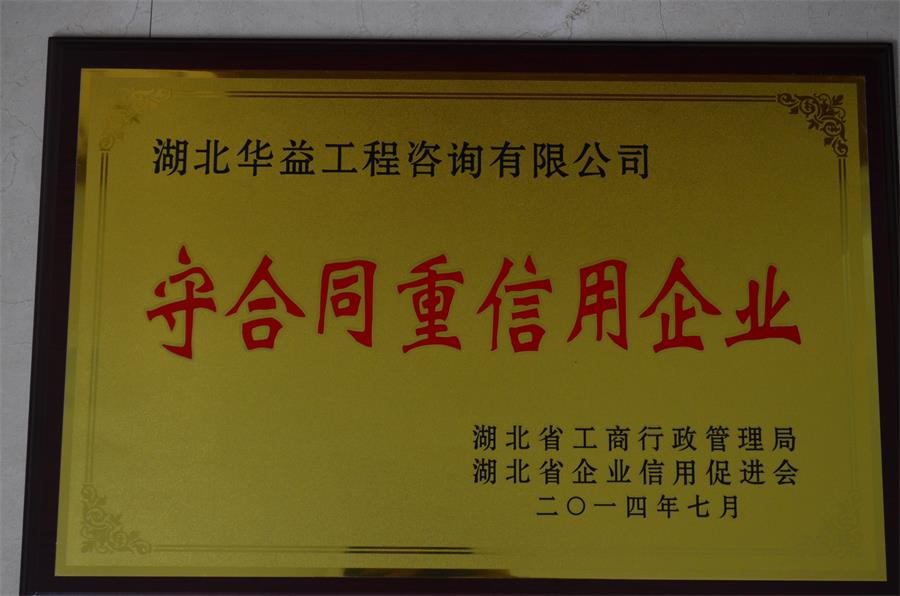 湖北华益工程咨询有限公司
守合同重信用企业
湖北省工商行政管理局
湖北省企业信用促进会
二〇一四年七月